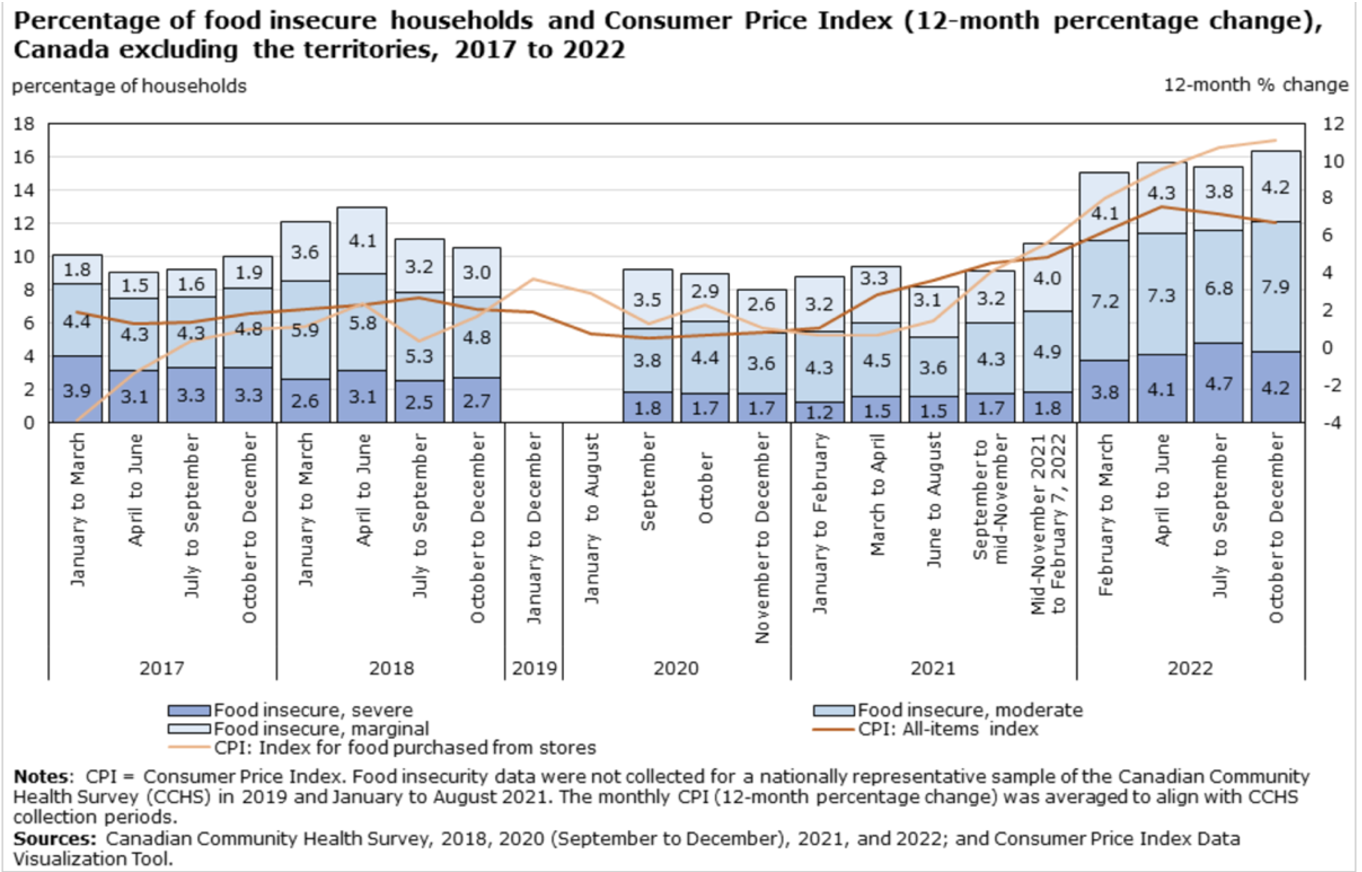 Percentage of food insecure households and Consumer Price Index (12-month percentage change),
Canada excluding the territories, 2017 to 2022
percentage of households
12-month % change
18
16
14
12
10
8
6
4
2
0
12
10
8
6
4
2
0
-2
-4
1.8
4.4
3.9
1.5
4.3
3.1
1.6
4.3
3.3
1.9
4.8
3.3
3.6
5.9
2.6
4.1
5.8
3.1
3.2
5.3
2.5
3.0
4.8
2.7
3.5
3.8
1.8
2.9
4.4
1.7
2.6
3.6
1.7
3.2
4.3
1.2
3.3
4.5
1.5
3.1
3.6
1.5
3.2
4.3
1.7
4.0
4.9
1.8
4.1
7.2
3.8
4.3
7.3
4.1
3.8
6.8
4.7
4.2
7.9
4.2
January to March
April to June
July to September
October to December
January to March
April to June
July to September
October to December
January to December
January to August
September
October
November to December
January to February
March to April
June to August
September to
mid-November
Mid-November 2021
to February 7, 2022
February to March
April to June
July to September
October to December
2017
2018
2019
2020
2021
2022
Food insecure, severe
Food insecure, moderate
Food insecure, marginal
CPI: All-items index
CPI: Index for food purchased from stores
Notes: CPI = Consumer Price Index. Food insecurity data were not collected for a nationally representative sample of the Canadian Community
Health Survey (CCHS) in 2019 and January to August 2021. The monthly CPI (12-month percentage change) was averaged to align with CCHS
collection periods.
Sources: Canadian Community Health Survey, 2018, 2020 (September to December), 2021, and 2022; and Consumer Price Index Data
Visualization Tool.